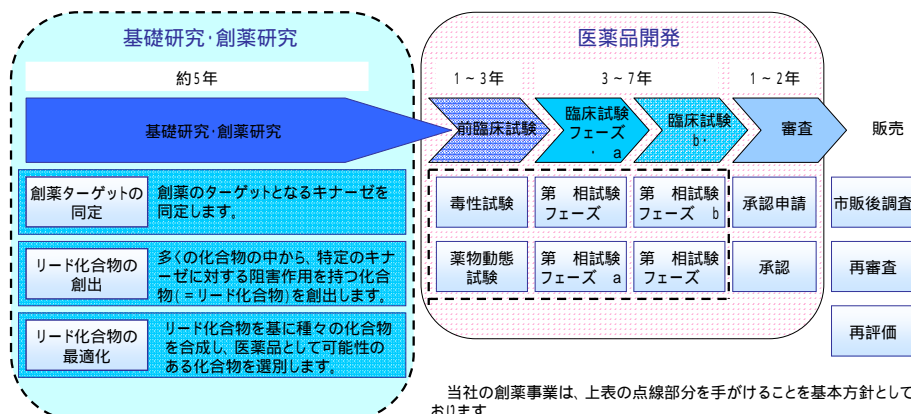 基礎研究・創薬研究
医薬品開発
約5年
1~3年
3~7年
1~2年
基礎研究・創薬研究
前臨床試験
臨床試験
フェーズ
・ a
臨床試験
b・
審査
販売
創薬ターゲットの
同定
創薬のターゲットとなるキナーゼを
同定します。
毒性試験
第 相試験
フェーズ
第 相試験
フェーズ b
承認申請
市販後調査
リード化合物の
創出
多くの化合物の中から、特定のキナ
ーゼに対する阻害作用を持つ化合
物(=リード化合物)を創出します。
薬物動態
試験
第 相試験
フェーズ a
第 相試験
フェーズ
承認
再審査
リード化合物の
最適化
リード化合物を基に種々の化合物
を合成し、医薬品として可能性の
ある化合物を選別します。
再評価
当社の創薬事業は、上表の点線部分を手がけることを基本方針として
おります